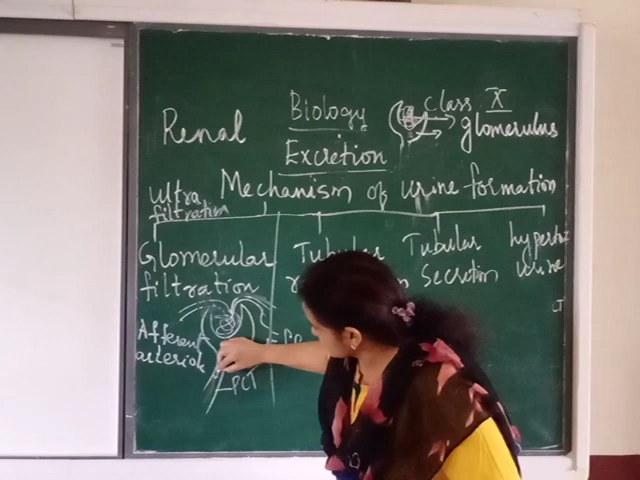 Biology
class X
Renal
glomerulus
Excretion
ultra
filtration
Mechanism of urine formation
Glomerular
filtration
Tubular
Tubular
secretion
urine
Afferent
arteriole
PCT